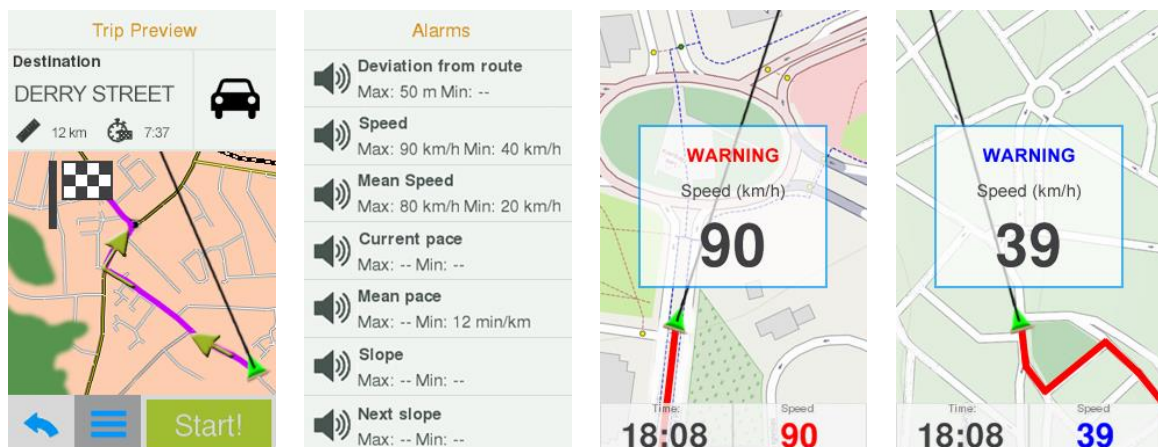 Trip Preview
Destination
DERRY STREET
12 km 7:37
Start!
Alarms
Deviation from route
Max: 50 m Min: --
Speed
Max: 90 km/h Min: 40 km/h
Mean Speed
Max: 80 km/h Min: 20 km/h
Current pace
Max: -- Min: --
Mean pace
Max: -- Min: 12 min/km
Slope
Max: -- Min: --
Next slope
Max: -- Min: --
WARNING
Speed (km/h)
90
Time: Speed
18:08 90
WARNING
Speed (km/h)
39
Time: Speed
18:08 39